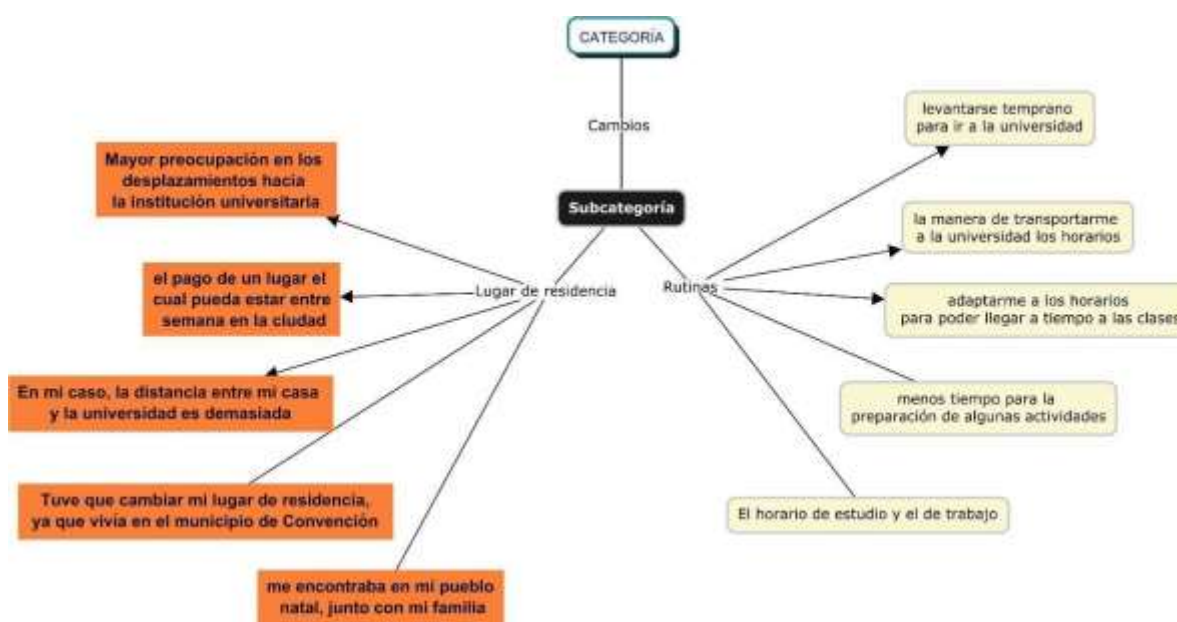 CATEGORÍA
Cambios
Subcategoría
Lugar de residencia
Mayor preocupación en los
desplazamientos hacia
la institución universitaria
el pago de un lugar el
cual pueda estar entre
semana en la ciudad
En mi caso, la distancia entre mi casa
y la universidad es demasiada
Tuve que cambiar mi lugar de residencia,
ya que vivía en el municipio de Convención
me encontraba en mi pueblo
natal, junto con mi familia
Rutinas
levantarse temprano
para ir a la universidad
la manera de transportarme
a la universidad los horarios
adaptarme a los horarios
para poder llegar a tiempo a las clases
menos tiempo para la
preparación de algunas actividades
El horario de estudio y el de trabajo